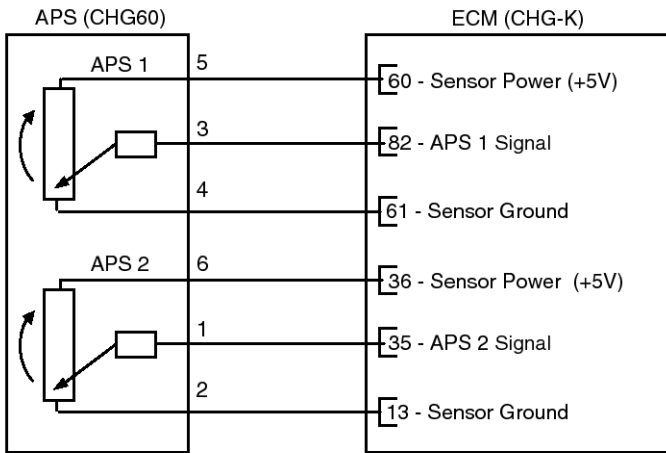 APS (CHG60)
ECM (CHG-K)
APS 1
5
60 - Sensor Power (+5V)
3
82 - APS 1 Signal
4
61 - Sensor Ground
APS 2
6
36 - Sensor Power (+5V)
1
35 - APS 2 Signal
2
13 - Sensor Ground